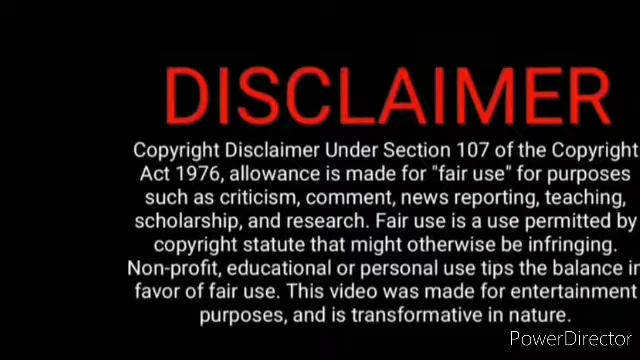 DISCLAIMER
Copyright Disclaimer Under Section 107 of the Copyright
Act 1976, allowance is made for "fair use" for purposes
such as criticism, comment, news reporting, teaching,
scholarship, and research. Fair use is a use permitted by
copyright statute that might otherwise be infringing.
Non-profit, educational or personal use tips the balance in
favor of fair use. This video was made for entertainment
purposes, and is transformative in nature.
PowerDirector